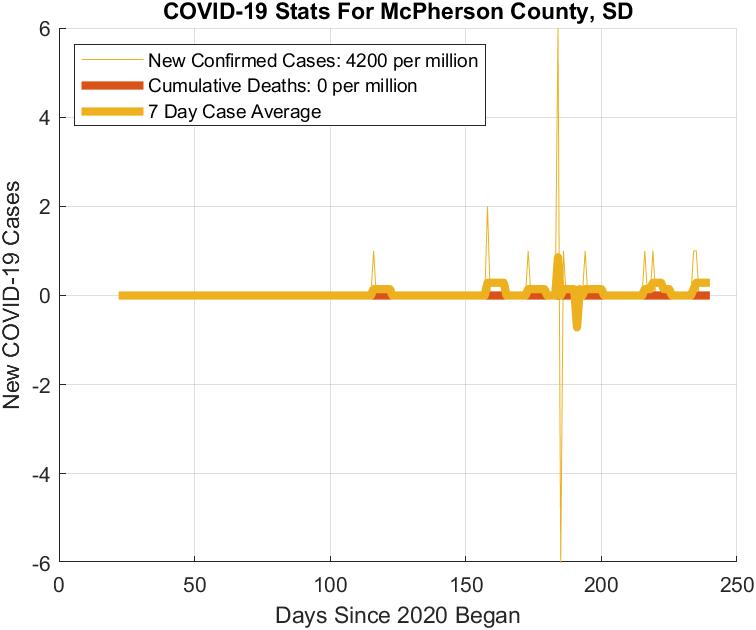 COVID-19 Stats For McPherson County, SD
New Confirmed Cases: 4200 per million
Cumulative Deaths: 0 per million
7 Day Case Average
New COVID-19 Cases
6
4
2
0
-2
-4
-6
0 50 100 150 200 250
Days Since 2020 Began